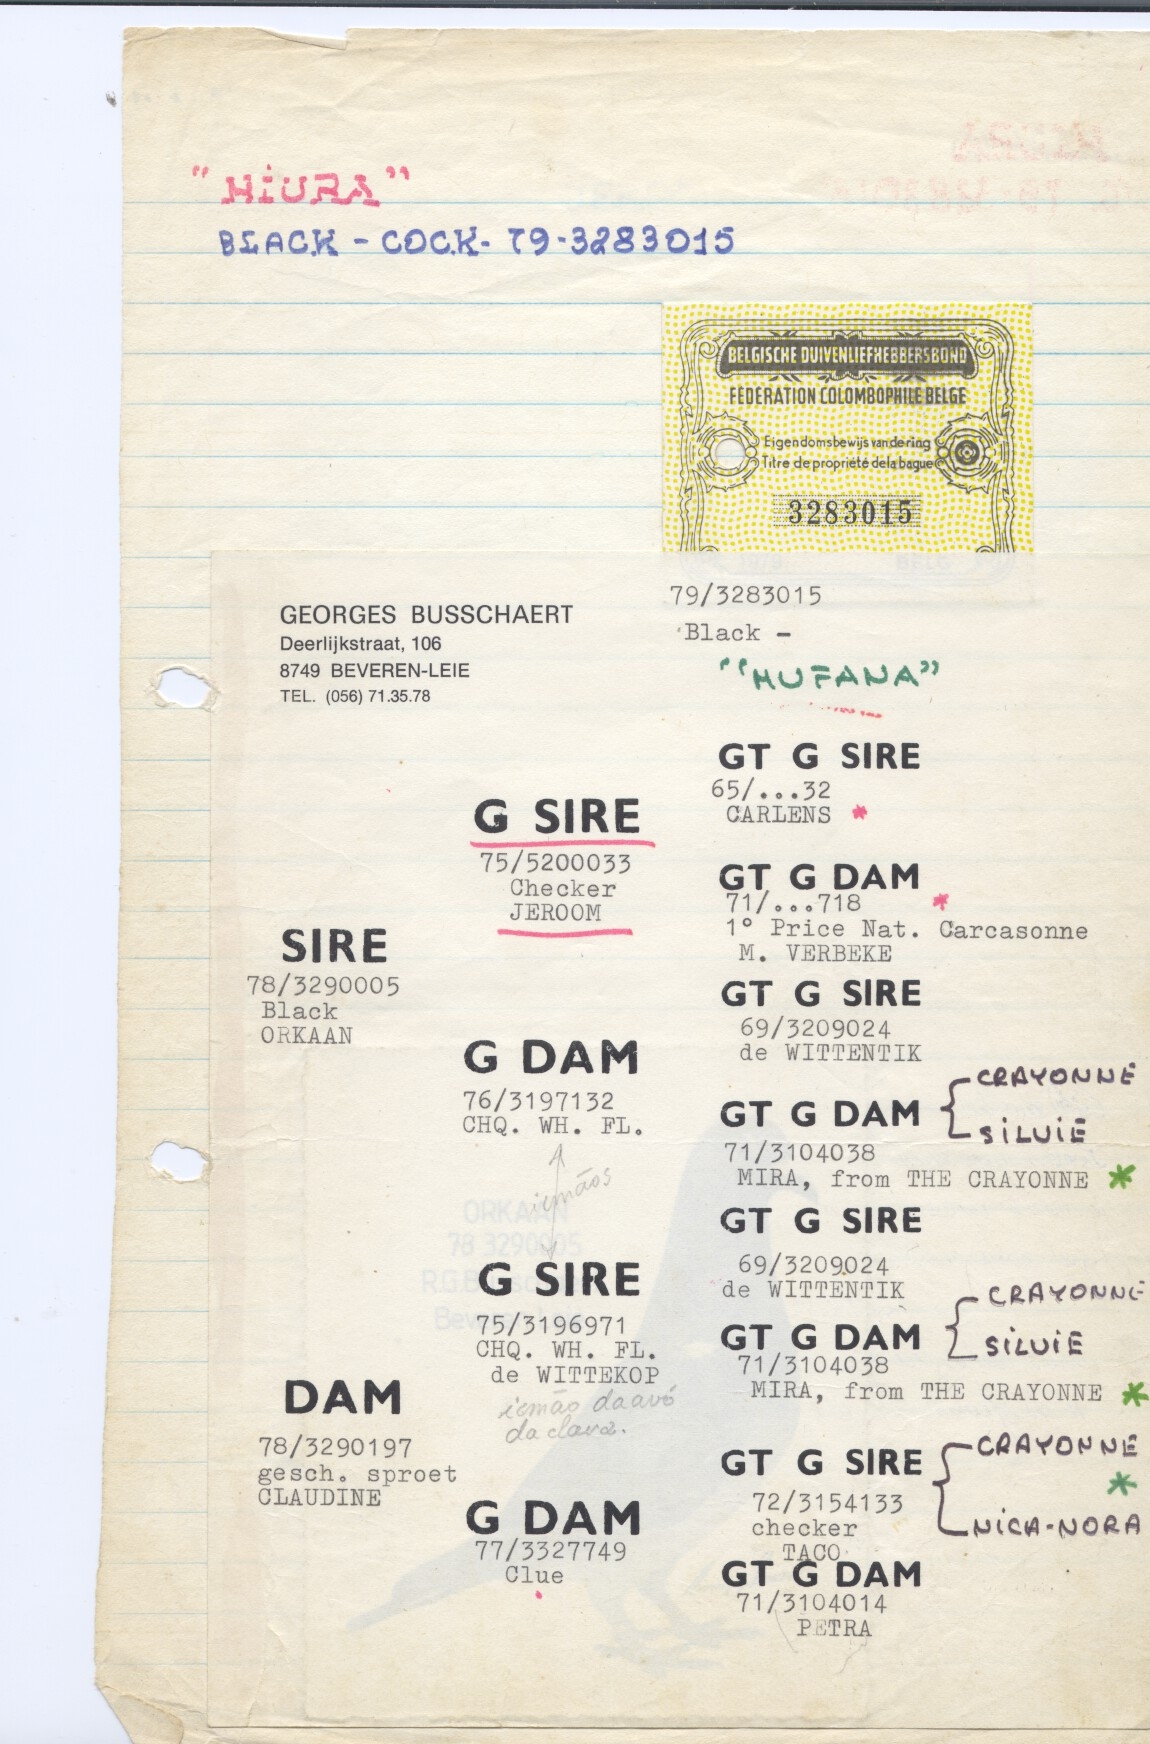 "MiURA"
BLACK - COCK- 79-3283015
BELGISCHE DUIVENLIEFHEBBERSBOND
FEDERATION COLOMBOPHILE BELGE
Eigendomsbewijs van de ring
Titre de propriété de la bague
3283015
79/3283015
Black -
"MUFANA"
GEORGES BUSSCHAERT
Deerlijkstraat, 106
8749 BEVEREN-LEIE
TEL. (056) 71.35.78
GT G SIRE
65/...32
CARLENS *
G SIRE
75/5200033
Checker
JEROOM
GT G DAM
71/...718 *
1° Price Nat. Carcasonne
M. VERBEKE
SIRE
78/3290005
Black
ORKAAN
GT G SIRE
69/3209024
de WITTENTIK
G DAM
76/3197132
CHQ. WH. FL.
irmãos
GT G DAM
CRAYONNÉ
SiLViE
71/3104038
MIRA, from THE CRAYONNE *
ORKAAN
78 3290005
GT G SIRE
69/3209024
de WITTENTIK
G SIRE
75/3196971
CHQ. WH. FL.
de WITTEKOP
irmão da avó
da clara.
GT G DAM
CRAYONNÉ
SiLViE
71/3104038
MIRA, from THE CRAYONNE *
DAM
78/3290197
gesch. sproet
CLAUDINE
GT G SIRE
CRAYONNE
*
NiCA-NORA
72/3154133
checker
TACO
G DAM
77/3327749
Clue
GT G DAM
71/3104014
PETRA